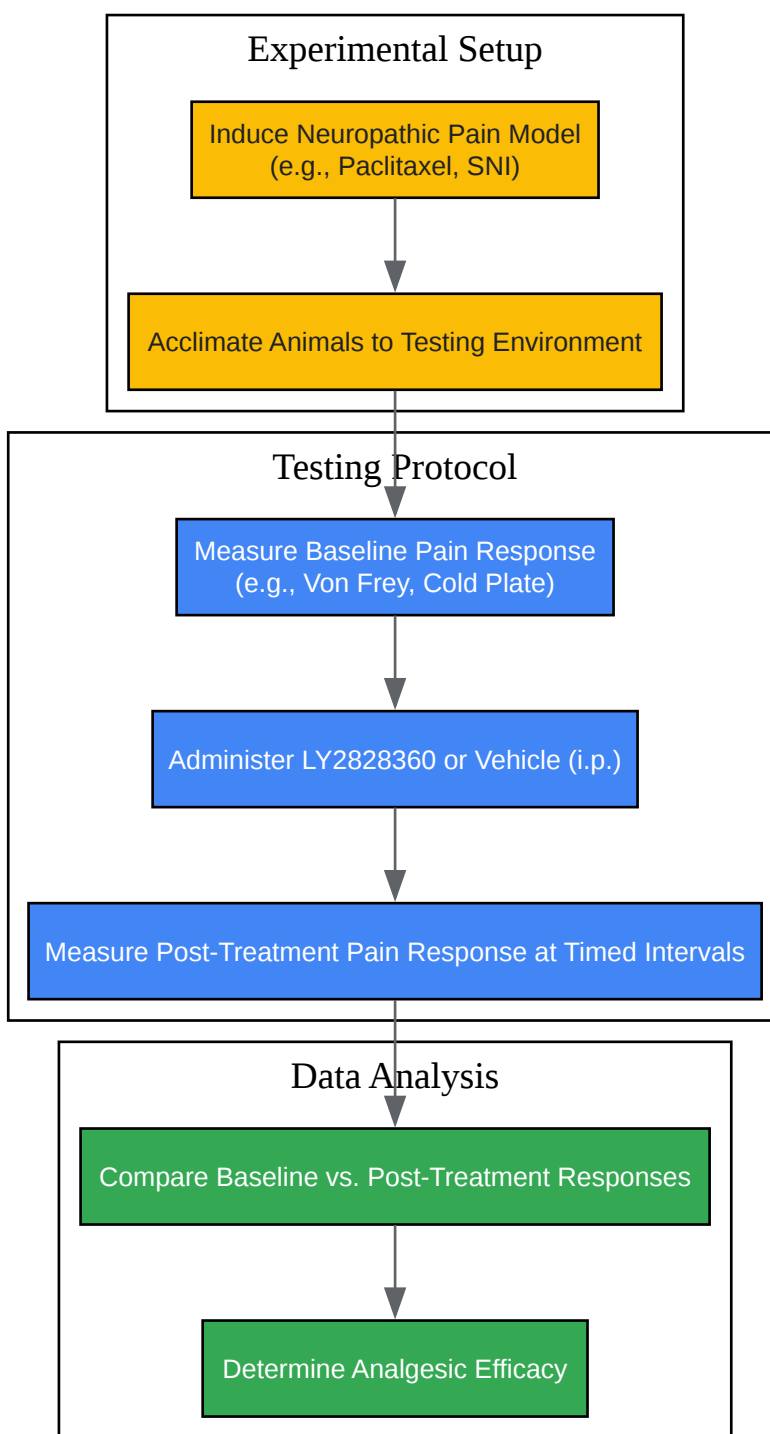 Experimental Setup
Induce Neuropathic Pain Model
(e.g., Paclitaxel, SNI)
Acclimate Animals to Testing Environment
Testing Protocol
Measure Baseline Pain Response
(e.g., Von Frey, Cold Plate)
Administer LY2828360 or Vehicle (i.p.)
Measure Post-Treatment Pain Response at Timed Intervals
Data Analysis
Compare Baseline vs. Post-Treatment Responses
Determine Analgesic Efficacy